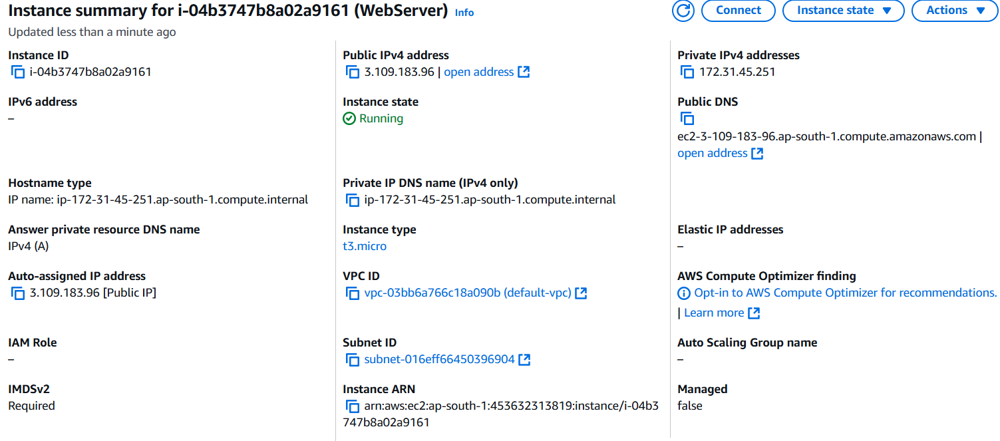 Instance summary for i-04b3747b8a02a9161 (WebServer) Info
Connect
Instance state
Actions
Updated less than a minute ago
Instance ID
i-04b3747b8a02a9161
Public IPv4 address
3.109.183.96 | open address
Private IPv4 addresses
172.31.45.251
IPv6 address
–
Instance state
Running
Public DNS
ec2-3-109-183-96.ap-south-1.compute.amazonaws.com |
open address
Hostname type
IP name: ip-172-31-45-251.ap-south-1.compute.internal
Private IP DNS name (IPv4 only)
ip-172-31-45-251.ap-south-1.compute.internal
Answer private resource DNS name
IPv4 (A)
Instance type
t3.micro
Elastic IP addresses
–
Auto-assigned IP address
3.109.183.96 [Public IP]
VPC ID
vpc-03bb6a766c18a090b (default-vpc)
AWS Compute Optimizer finding
Opt-in to AWS Compute Optimizer for recommendations.
| Learn more
IAM Role
–
Subnet ID
subnet-016eff66450396904
Auto Scaling Group name
–
IMDSv2
Required
Instance ARN
arn:aws:ec2:ap-south-1:453632313819:instance/i-04b3
747b8a02a9161
Managed
false